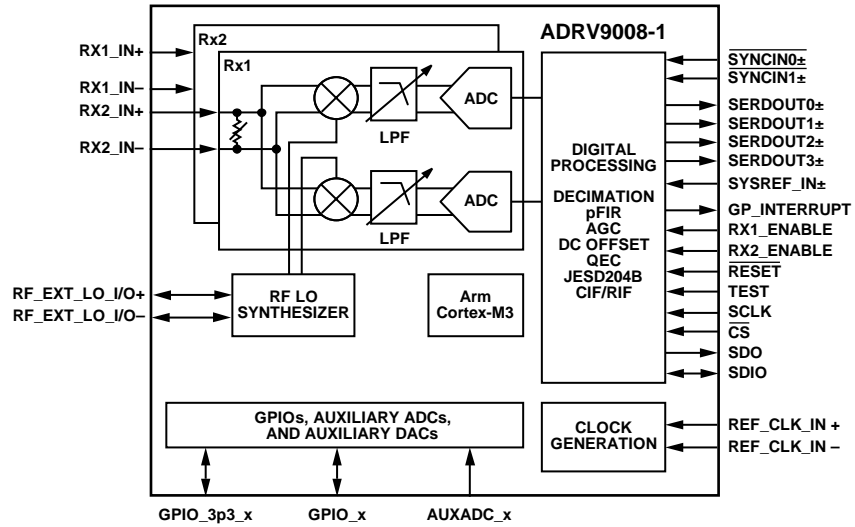 ADRV9008-1
Rx2
Rx1
RX1_IN+
RX1_IN–
RX2_IN+
RX2_IN–
LPF
ADC
LPF
ADC
RF_EXT_LO_I/O+
RF_EXT_LO_I/O–
RF LO
SYNTHESIZER
Arm
Cortex-M3
DIGITAL
PROCESSING
DECIMATION
pFIR
AGC
DC OFFSET
QEC
JESD204B
CIF/RIF
SYNCIN0±
SYNCIN1±
SERDOUT0±
SERDOUT1±
SERDOUT2±
SERDOUT3±
SYSREF_IN±
GP_INTERRUPT
RX1_ENABLE
RX2_ENABLE
RESET
TEST
SCLK
CS
SDO
SDIO
GPIOs, AUXILIARY ADCs,
AND AUXILIARY DACs
CLOCK
GENERATION
REF_CLK_IN +
REF_CLK_IN –
GPIO_3p3_x
GPIO_x
AUXADC_x